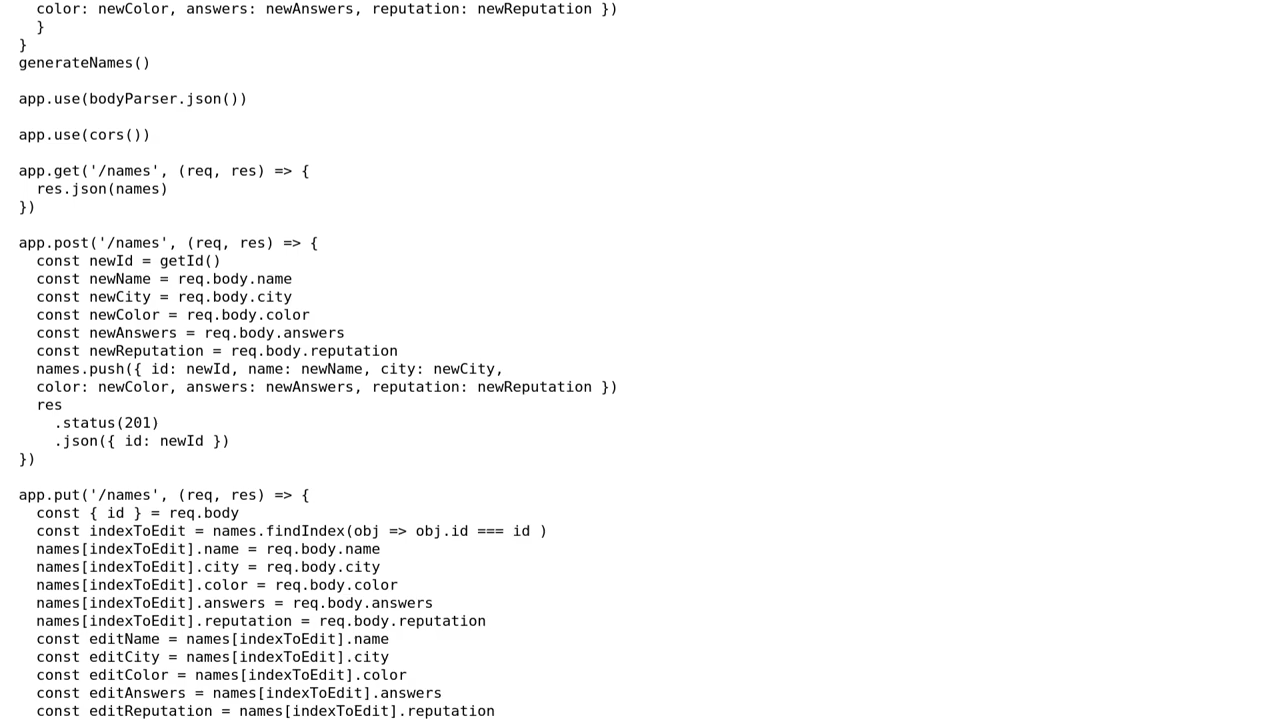 color: newColor, answers: newAnswers, reputation: newReputation })
  }
}
generateNames()

app.use(bodyParser.json())

app.use(cors())

app.get('/names', (req, res) => {
  res.json(names)
})

app.post('/names', (req, res) => {
  const newId = getId()
  const newName = req.body.name
  const newCity = req.body.city
  const newColor = req.body.color
  const newAnswers = req.body.answers
  const newReputation = req.body.reputation
  names.push({ id: newId, name: newName, city: newCity,
  color: newColor, answers: newAnswers, reputation: newReputation })
  res
    .status(201)
    .json({ id: newId })
})

app.put('/names', (req, res) => {
  const { id } = req.body
  const indexToEdit = names.findIndex(obj => obj.id === id )
  names[indexToEdit].name = req.body.name
  names[indexToEdit].city = req.body.city
  names[indexToEdit].color = req.body.color
  names[indexToEdit].answers = req.body.answers
  names[indexToEdit].reputation = req.body.reputation
  const editName = names[indexToEdit].name
  const editCity = names[indexToEdit].city
  const editColor = names[indexToEdit].color
  const editAnswers = names[indexToEdit].answers
  const editReputation = names[indexToEdit].reputation